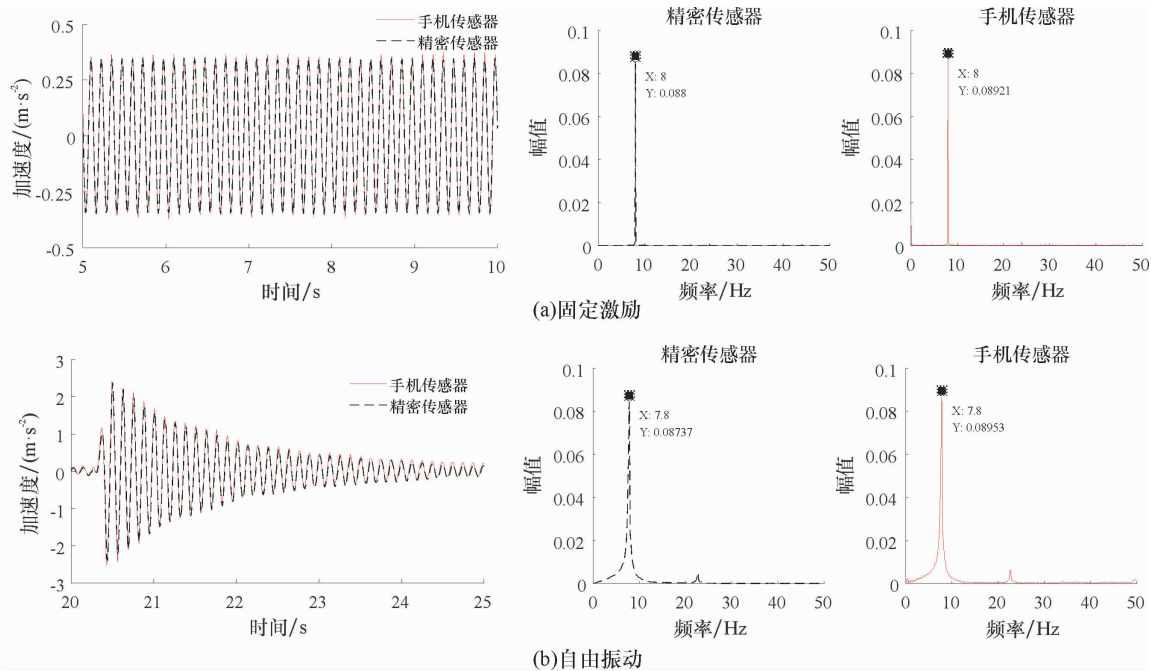 手机传感器
精密传感器
0.5
0.25
0
-0.25
-0.5
加速度/(m·s⁻²)
5 6 7 8 9 10
时间/s
精密传感器
0.1
0.08
0.06
0.04
0.02
0
幅值
X: 8
Y: 0.088
0 10 20 30 40 50
频率/Hz
手机传感器
0.1
0.08
0.06
0.04
0.02
0
幅值
X: 8
Y: 0.08921
0 10 20 30 40 50
频率/Hz
(a)固定激励
3
2
1
0
-1
-2
-3
加速度/(m·s⁻²)
手机传感器
精密传感器
20 21 22 23 24 25
时间/s
精密传感器
0.1
0.08
0.06
0.04
0.02
0
幅值
X: 7.8
Y: 0.08737
0 10 20 30 40 50
频率/Hz
手机传感器
0.1
0.08
0.06
0.04
0.02
0
幅值
X: 7.8
Y: 0.08953
0 10 20 30 40 50
频率/Hz
(b)自由振动